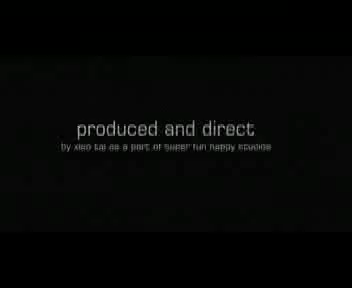 produced and direct
by xiao tai as a part of super fun happy studios